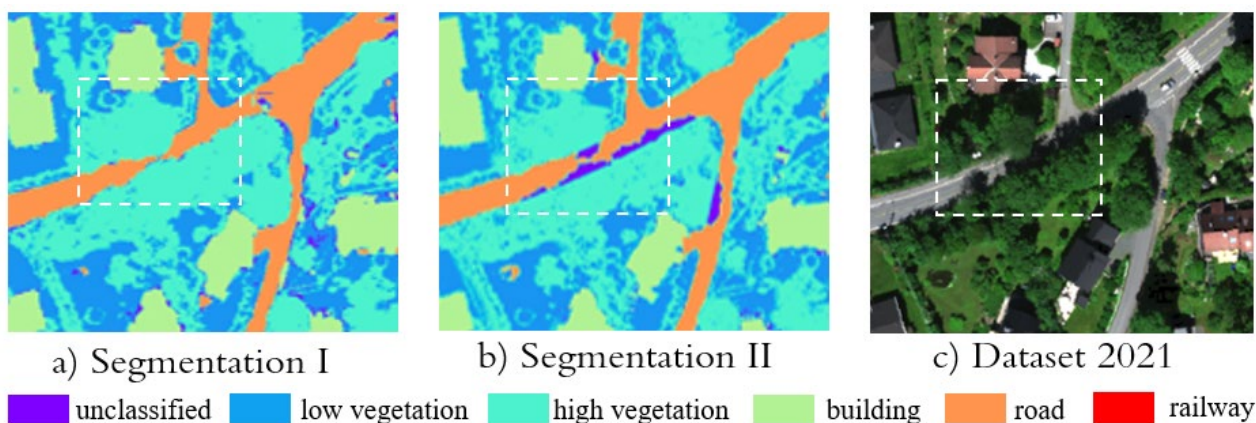 a) Segmentation I
b) Segmentation II
c) Dataset 2021
unclassified
low vegetation
high vegetation
building
road
railway